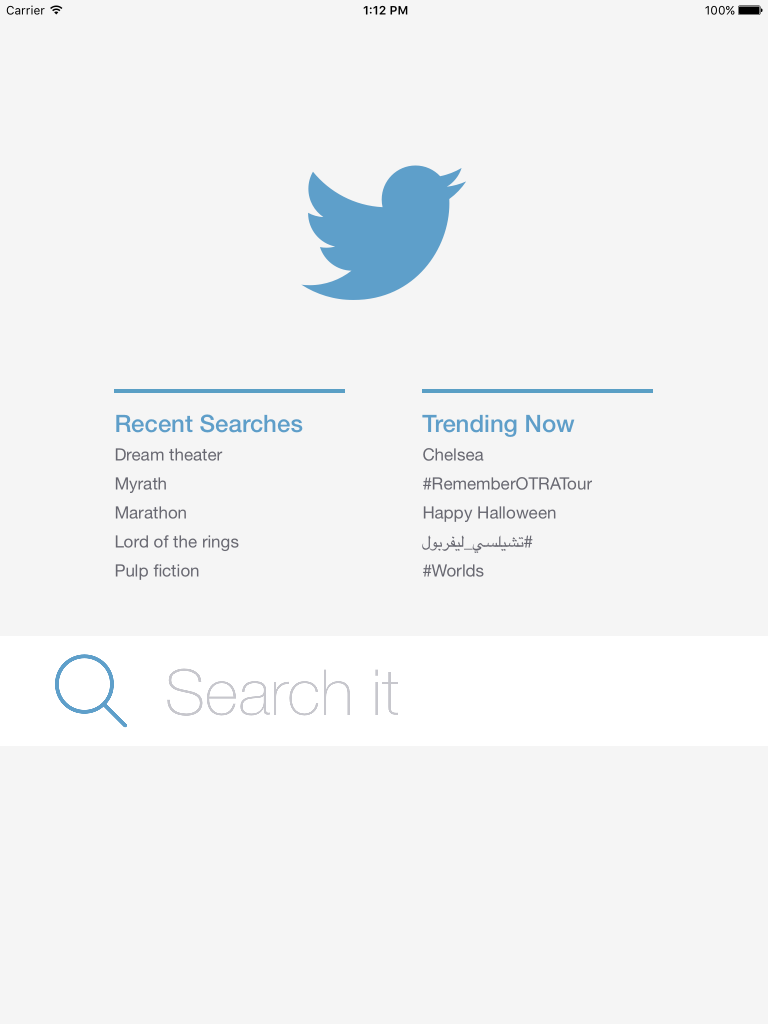 Carrier 1:12 PM 100%
Recent Searches
Dream theater
Myrath
Marathon
Lord of the rings
Pulp fiction
Trending Now
Chelsea
#RememberOTRATour
Happy Halloween
#تشيلسي_ليفربول
#Worlds
Search it